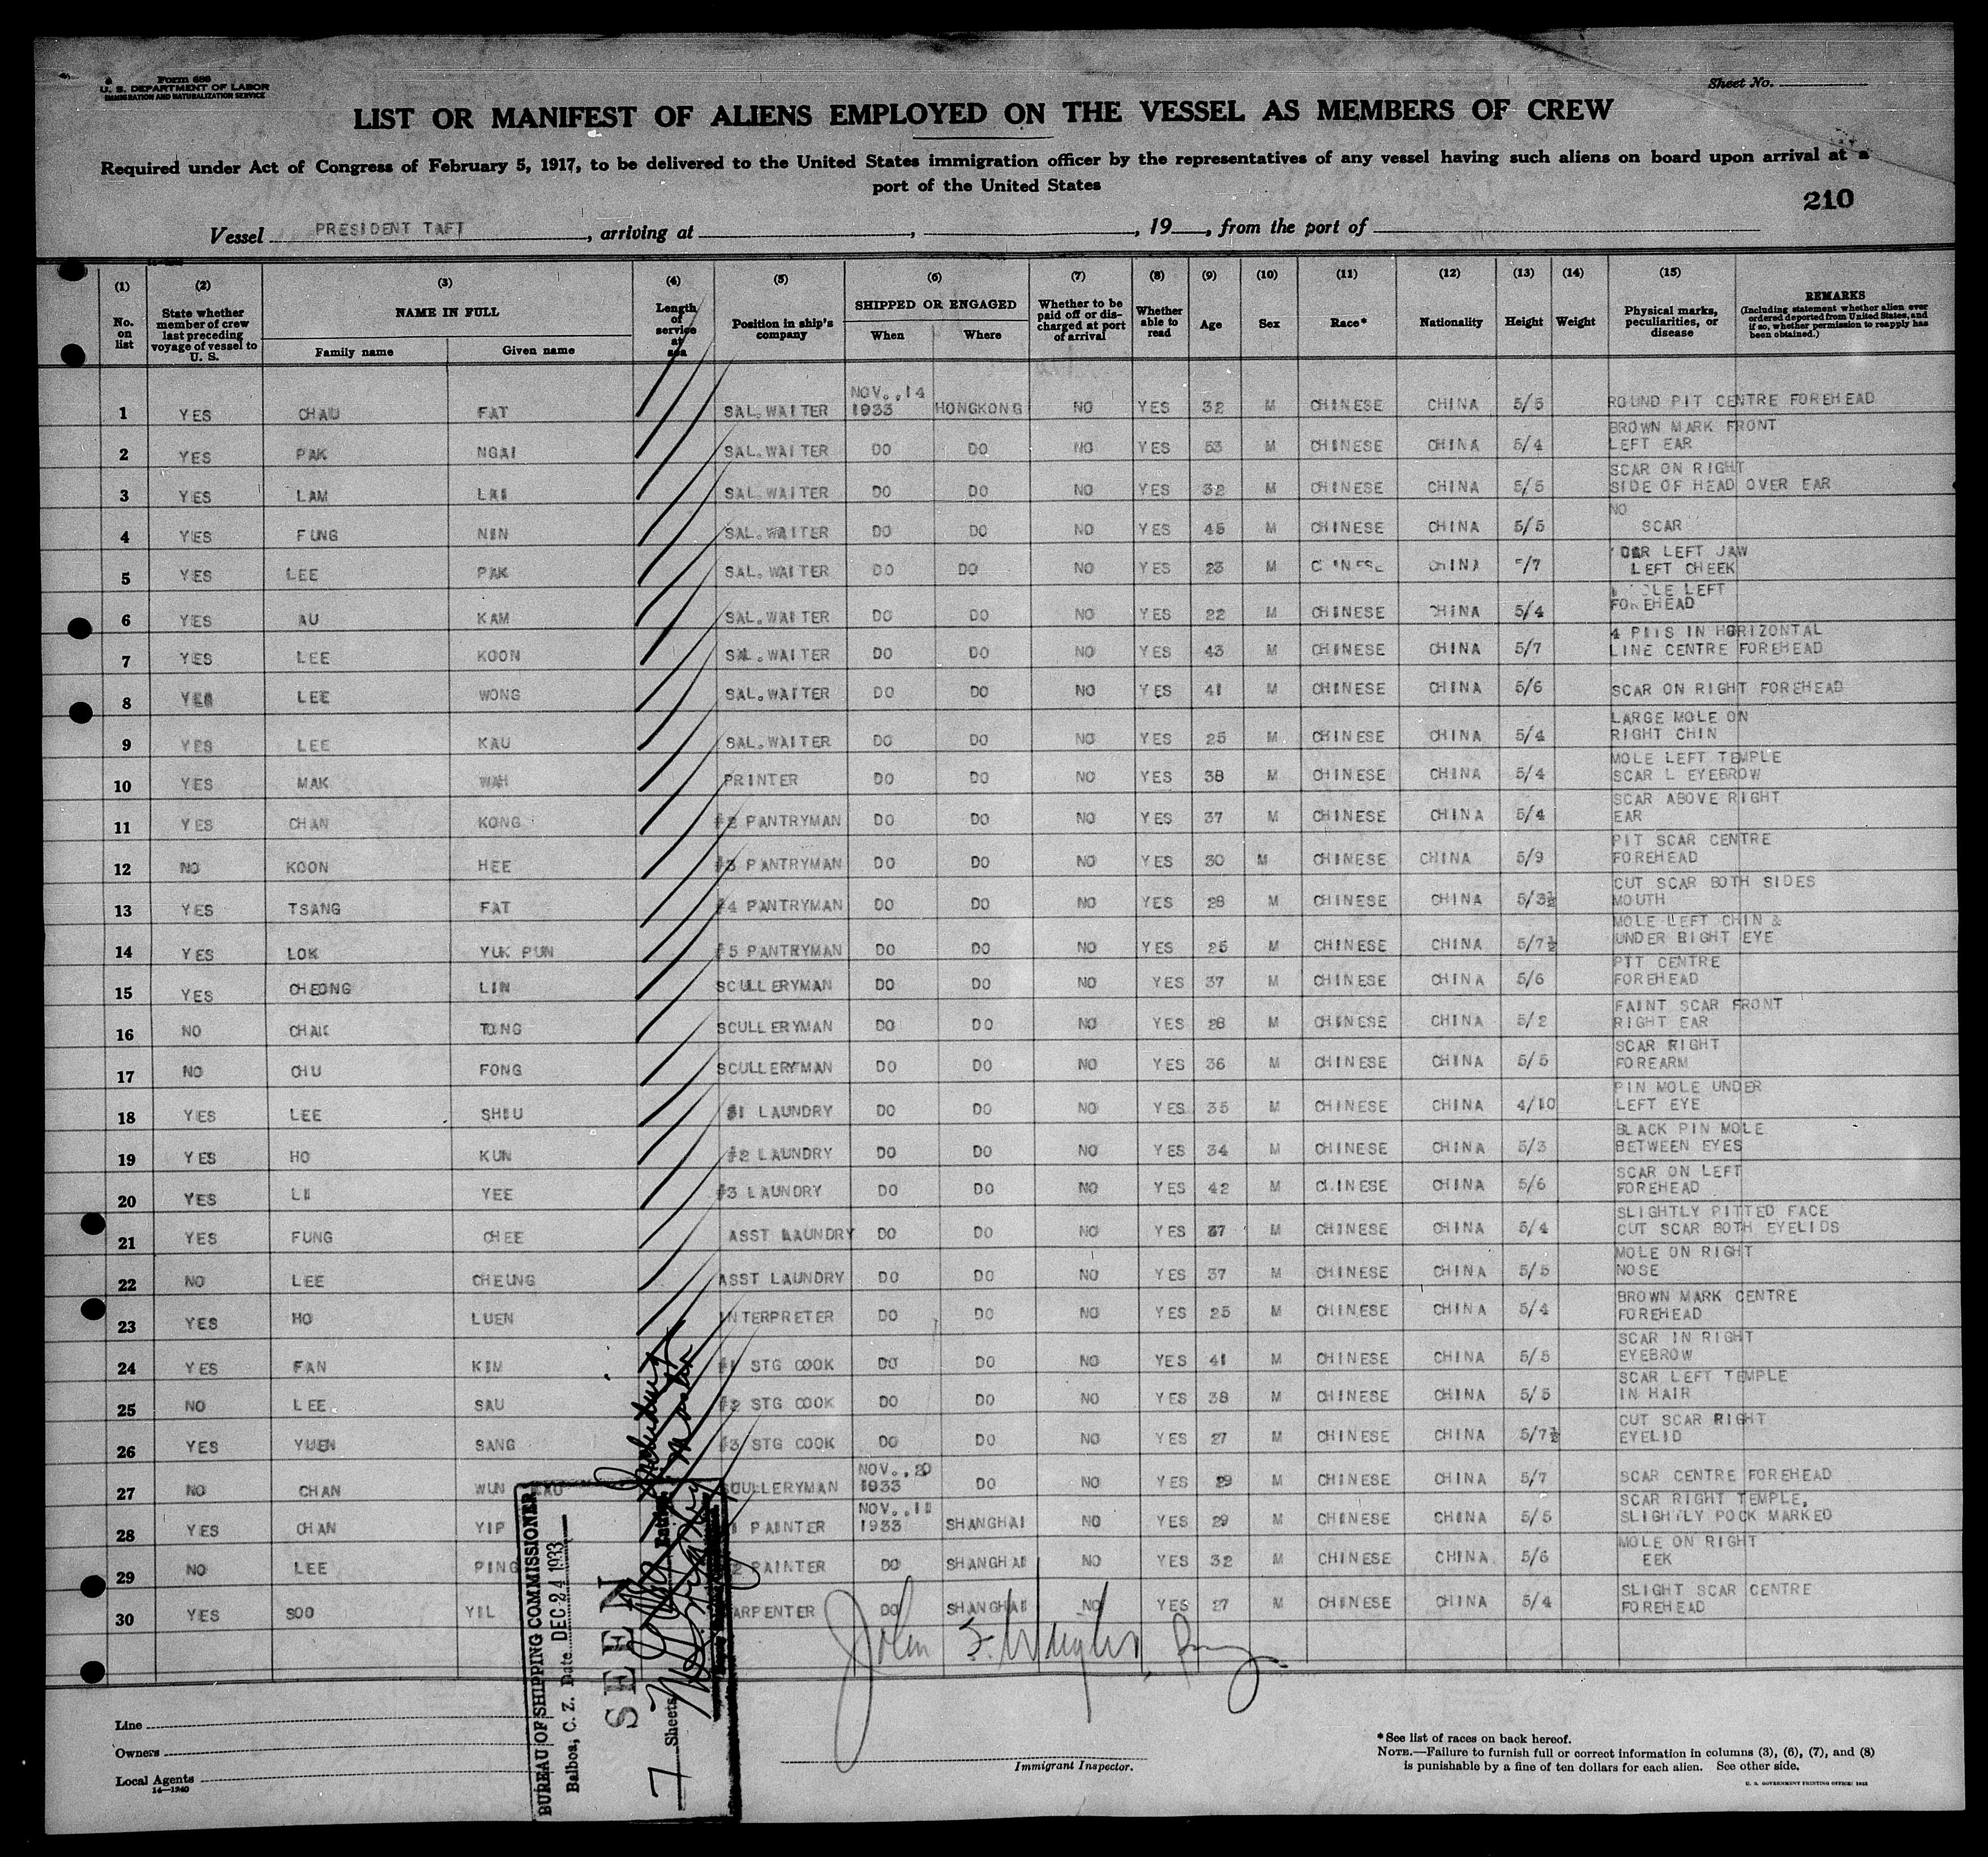 Form 680
U. S. DEPARTMENT OF LABOR
IMMIGRATION AND NATURALIZATION SERVICE
Sheet No.
LIST OR MANIFEST OF ALIENS EMPLOYED ON THE VESSEL AS MEMBERS OF CREW
Required under Act of Congress of February 5, 1917, to be delivered to the United States immigration officer by the representatives of any vessel having such aliens on board upon arrival at a
port of the United States
210
Vessel PRESIDENT TAFT, arriving at , , 19 , from the port of
(1) No. on list (2) State whether member of crew last preceding voyage of vessel to U. S. (3) NAME IN FULL Family name Given name (4) Length of service at sea (5) Position in ship's company (6) SHIPPED OR ENGAGED When Where (7) Whether to be paid off or discharged at port of arrival (8) Whether able to read (9) Age (10) Sex (11) Race* (12) Nationality (13) Height (14) Weight (15) Physical marks, peculiarities, or disease REMARKS (Including statement whether alien ever ordered deported from United States, and if so, whether permission to reapply has been obtained.)
1 YES CHAU FAT SAL.WAITER NOV.,14 1933 HONGKONG NO YES 32 M CHINESE CHINA 5/5 ROUND PIT CENTRE FOREHEAD
2 YES PAK NGAI SAL.WAITER DO DO NO YES 53 M CHINESE CHINA 5/4 BROWN MARK FRONT LEFT EAR
3 YES LAM LAI SAL.WAITER DO DO NO YES 32 M CHINESE CHINA 5/5 SCAR ON RIGHT SIDE OF HEAD OVER EAR
4 YES FUNG NIN SAL.WAITER DO DO NO YES 45 M CHINESE CHINA 5/5 NO SCAR
5 YES LEE PAK SAL.WAITER DO DO NO YES 23 M CHINESE CHINA /7 LEFT JAW LEFT CHEEK
6 YES AU KAM SAL.WAITER DO DO NO YES 22 M CHINESE CHINA 5/4 LEFT FOREHEAD
7 YES LEE KOON SAL.WAITER DO DO NO YES 43 M CHINESE CHINA 5/7 4 PITS IN HORIZONTAL LINE CENTRE FOREHEAD
8 YES LEE WONG SAL.WAITER DO DO NO YES 41 M CHINESE CHINA 5/6 SCAR ON RIGHT FOREHEAD
9 YES LEE KAU SAL.WAITER DO DO NO YES 25 M CHINESE CHINA 5/4 LARGE MOLE ON RIGHT CHIN
10 YES MAK WAH PRINTER DO DO NO YES 38 M CHINESE CHINA 5/4 MOLE LEFT TEMPLE SCAR L EYEBROW
11 YES CHAN KONG #2 PANTRYMAN DO DO NO YES 37 M CHINESE CHINA 5/4 SCAR ABOVE RIGHT EAR
12 NO KOON HEE #3 PANTRYMAN DO DO NO YES 30 M CHINESE CHINA 5/9 PIT SCAR CENTRE FOREHEAD
13 YES TSANG FAT #4 PANTRYMAN DO DO NO YES 28 M CHINESE CHINA 5/3½ CUT SCAR BOTH SIDES MOUTH
14 YES LOK YUK PUN #5 PANTRYMAN DO DO NO YES 25 M CHINESE CHINA 5/7½ MOLE LEFT CHIN & UNDER RIGHT EYE
15 YES CHEONG LIN SCULLERYMAN DO DO NO YES 37 M CHINESE CHINA 5/6 PIT CENTRE FOREHEAD
16 NO CHAK TONG SCULLERYMAN DO DO NO YES 28 M CHINESE CHINA 5/2 FAINT SCAR FRONT RIGHT EAR
17 NO CHU FONG SCULLERYMAN DO DO NO YES 36 M CHINESE CHINA 5/5 SCAR RIGHT FOREARM
18 YES LEE SHIU #1 LAUNDRY DO DO NO YES 35 M CHINESE CHINA 4/10 PIN MOLE UNDER LEFT EYE
19 YES HO KUN #2 LAUNDRY DO DO NO YES 34 M CHINESE CHINA 5/3 BLACK PIN MOLE BETWEEN EYES
20 YES LI YEE #3 LAUNDRY DO DO NO YES 42 M CHINESE CHINA 5/6 SCAR ON LEFT FOREHEAD
21 YES FUNG CHEE ASST LAUNDRY DO DO NO YES 37 M CHINESE CHINA 5/4 SLIGHTLY PITTED FACE CUT SCAR BOTH EYELIDS
22 NO LEE CHEUNG ASST LAUNDRY DO DO NO YES 37 M CHINESE CHINA 5/5 MOLE ON RIGHT NOSE
23 YES HO LUEN INTERPRETER DO DO NO YES 25 M CHINESE CHINA 5/4 BROWN MARK CENTRE FOREHEAD
24 YES FAN KIM #1 STG COOK DO DO NO YES 41 M CHINESE CHINA 5/5 SCAR IN RIGHT EYEBROW
25 NO LEE SAU #2 STG COOK DO DO NO YES 38 M CHINESE CHINA 5/5 SCAR LEFT TEMPLE IN HAIR
26 YES YUEN SANG #3 STG COOK DO DO NO YES 27 M CHINESE CHINA 5/7½ CUT SCAR RIGHT EYELID
27 NO CHAN WUN SCULLERYMAN NOV.,20 1933 DO NO YES 29 M CHINESE CHINA 5/7 SCAR CENTRE FOREHEAD
28 YES CHAN YIP 1 PAINTER NOV.,11 1933 SHANGHAI NO YES 29 M CHINESE CHINA 5/5 SCAR RIGHT TEMPLE, SLIGHTLY POCK MARKED
29 NO LEE PING 2 PAINTER DO SHANGHAI NO YES 32 M CHINESE CHINA 5/6 MOLE ON RIGHT EEK
30 YES SOO YIL ARPENTER DO SHANGHAI NO YES 27 M CHINESE CHINA 5/4 SLIGHT SCAR CENTRE FOREHEAD
BUREAU OF SHIPPING COMMISSIONER
Balboa, C. Z. Date DEC 24 1933
SEEN
7 Sheets
Master
John
Line
Owners
Local Agents
14—1240
Immigrant Inspector.
* See list of races on back hereof.
NOTE.—Failure to furnish full or correct information in columns (3), (6), (7), and (8)
is punishable by a fine of ten dollars for each alien. See other side.
U. S. GOVERNMENT PRINTING OFFICE: 1933